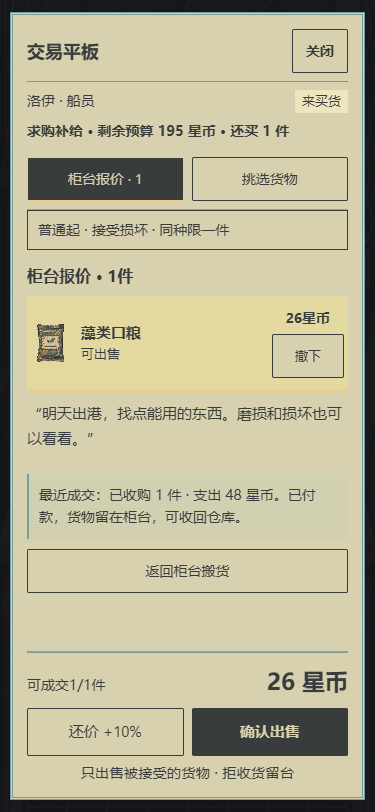 交易平板
关闭
洛伊 · 船员
来买货
求购补给 • 剩余预算 195 星币 • 还买 1 件
柜台报价 · 1
挑选货物
普通起 · 接受损坏 · 同种限一件
柜台报价 • 1件
藻类口粮
可出售
26星币
撤下
“明天出港，找点能用的东西。磨损和损坏也可
以看看。”
最近成交：已收购 1 件 · 支出 48 星币。已付
款，货物留在柜台，可收回仓库。
返回柜台搬货
可成交1/1件
26 星币
还价 +10%
确认出售
只出售被接受的货物 · 拒收货留台